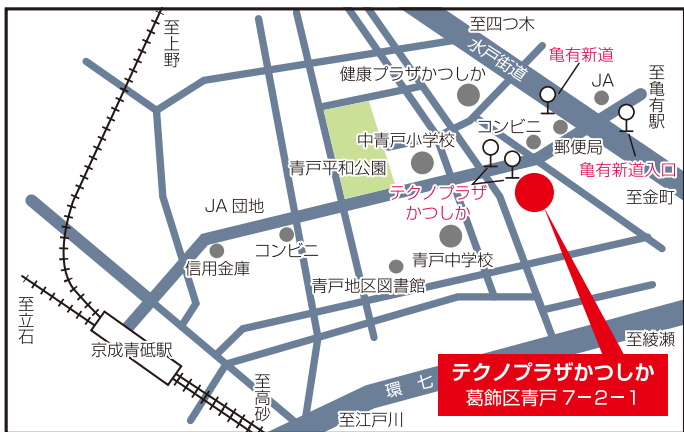 至四つ木
至上野
水戸街道
亀有新道
健康プラザかつしか
JA
至亀有駅
コンビニ
中青戸小学校
郵便局
青戸平和公園
亀有新道入口
テクノプラザ
かつしか
至金町
JA 団地
コンビニ
信用金庫
青戸中学校
青戸地区図書館
至立石
京成青砥駅
至綾瀬
テクノプラザかつしか
葛飾区青戸 7−2−1
環七
至高砂
至江戸川